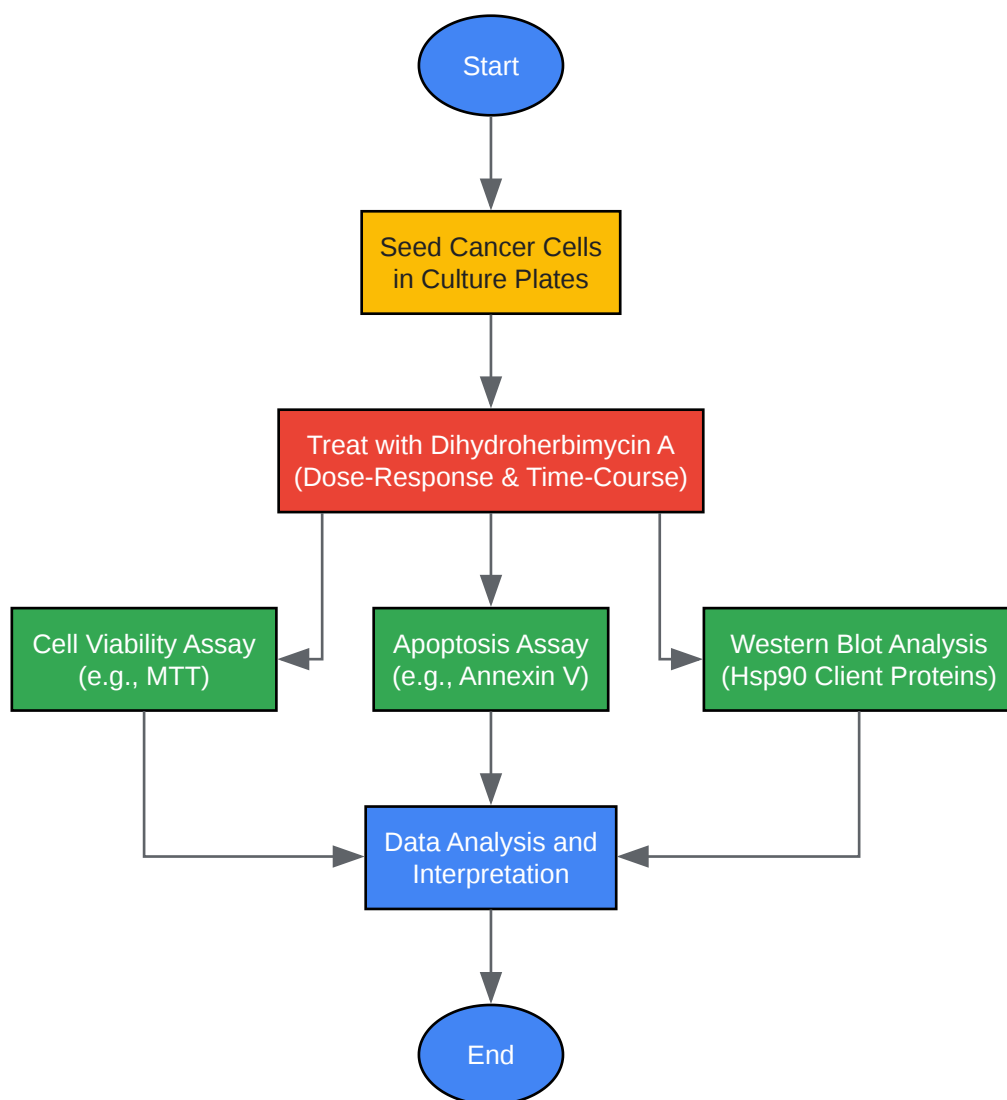 Start
Seed Cancer Cells
in Culture Plates
Treat with Dihydroherbimycin A
(Dose-Response & Time-Course)
Cell Viability Assay
(e.g., MTT)
Apoptosis Assay
(e.g., Annexin V)
Western Blot Analysis
(Hsp90 Client Proteins)
Data Analysis and
Interpretation
End